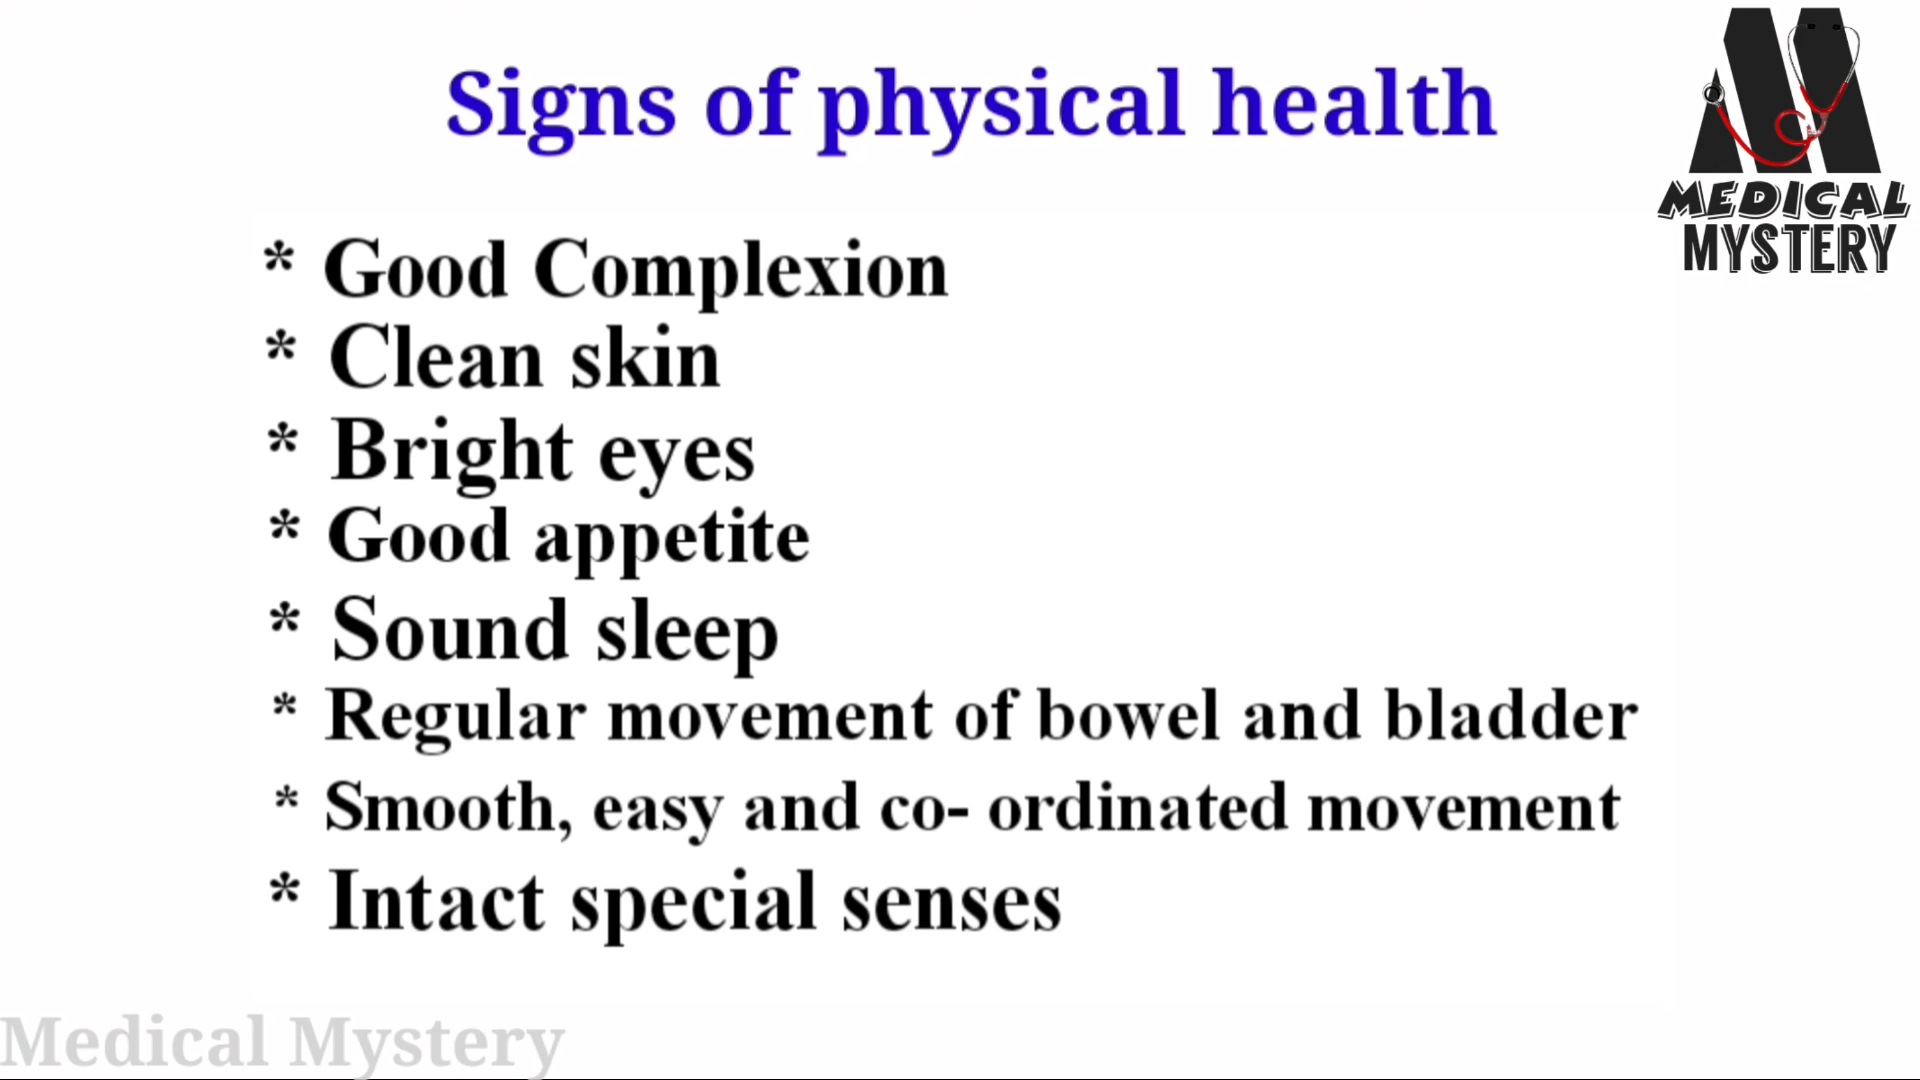 Signs of physical health
MEDICAL
MYSTERY
* Good Complexion
* Clean skin
* Bright eyes
* Good appetite
* Sound sleep
* Regular movement of bowel and bladder
* Smooth, easy and co- ordinated movement
* Intact special senses
Medical Mystery